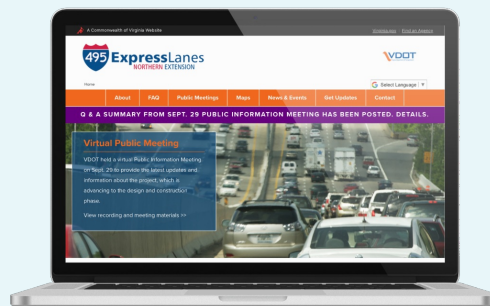 A Commonwealth of Virginia Website
Virginia.gov | Find an Agency
495 ExpressLanes
NORTHERN EXTENSION
VDOT
Home
Select Language
About FAQ Public Meetings Maps News & Events Get Updates Contact
Q & A SUMMARY FROM SEPT. 29 PUBLIC INFORMATION MEETING HAS BEEN POSTED. DETAILS.
Virtual Public Meeting
VDOT held a virtual Public Information Meeting
on Sept. 29 to provide the latest updates and
information about the project, which is
advancing to the design and construction
phase.
View recording and meeting materials >>